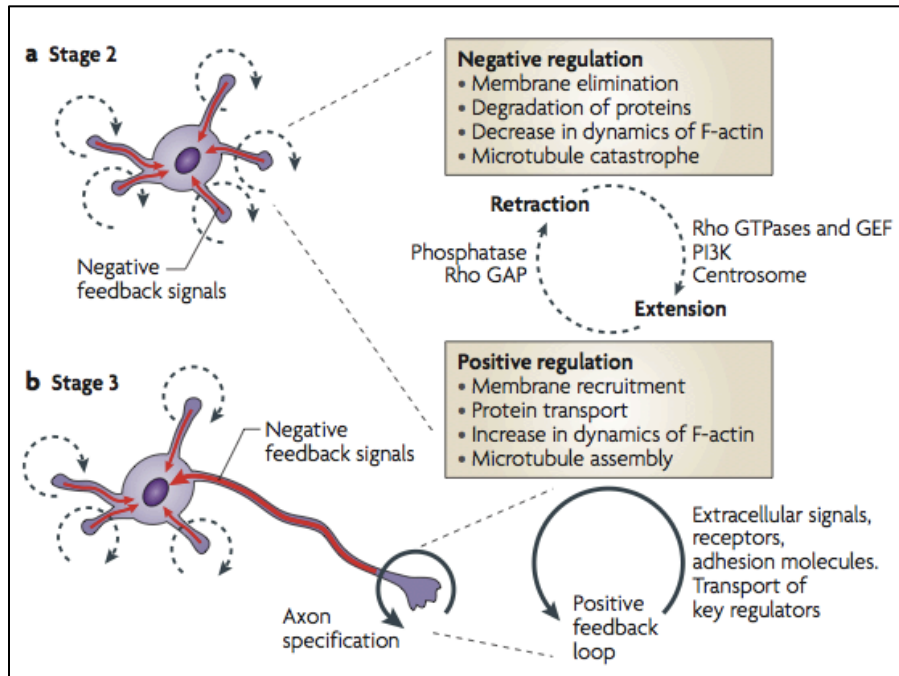 a Stage 2
Negative
feedback signals
Negative regulation
• Membrane elimination
• Degradation of proteins
• Decrease in dynamics of F-actin
• Microtubule catastrophe
Retraction
Phosphatase
Rho GAP
Rho GTPases and GEF
PI3K
Centrosome
Extension
Positive regulation
• Membrane recruitment
• Protein transport
• Increase in dynamics of F-actin
• Microtubule assembly
b Stage 3
Negative
feedback signals
Axon
specification
Extracellular signals,
receptors,
adhesion molecules.
Transport of
key regulators
Positive
feedback
loop